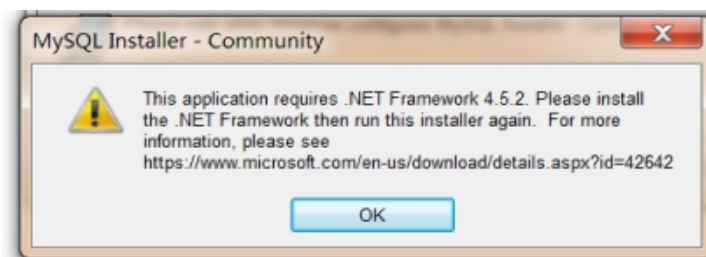 MySQL Installer - Community
This application requires .NET Framework 4.5.2. Please install
the .NET Framework then run this installer again.  For more
information, please see
https://www.microsoft.com/en-us/download/details.aspx?id=42642
OK